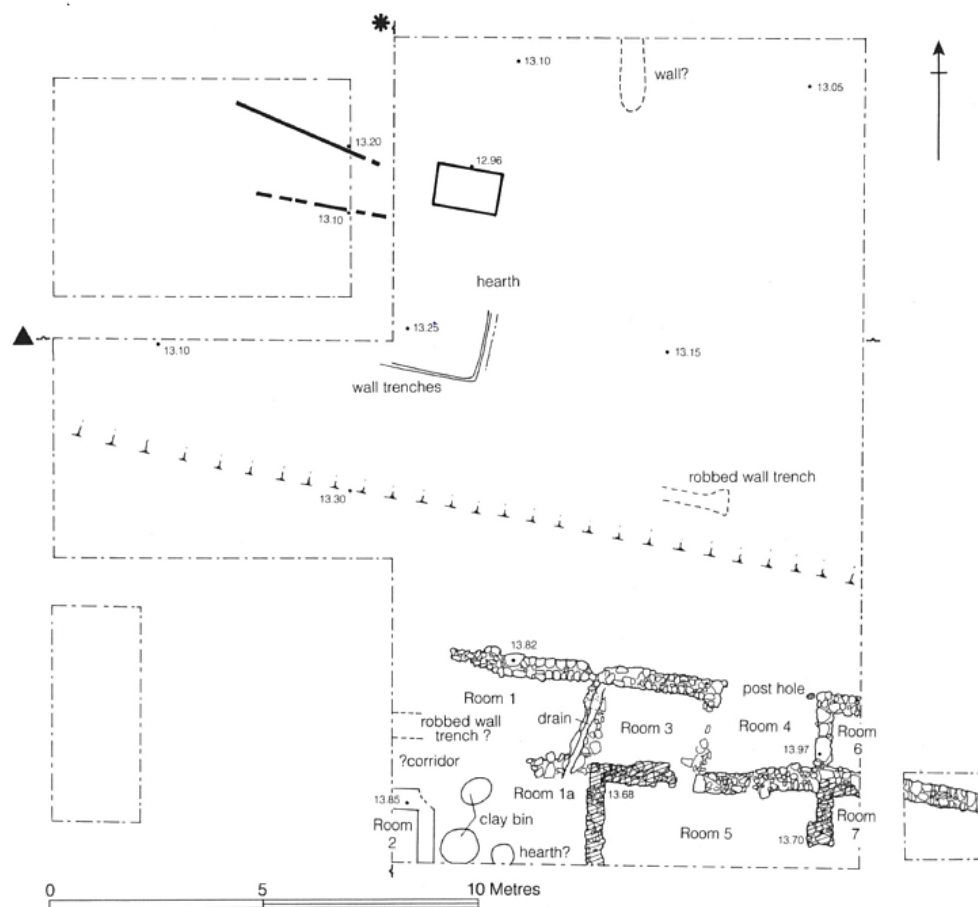 13.10
wall?
13.05
13.20
12.96
13.10
hearth
13.25
13.10
13.15
wall trenches
robbed wall trench
13.30
13.82
Room 1
post hole
drain
Room 3
Room 4
Room
6
robbed wall
trench ?
?corridor
13.97
13.85
Room 1a
13.68
Room
2
clay bin
Room 5
Room
7
13.70
hearth?
0
5
10 Metres